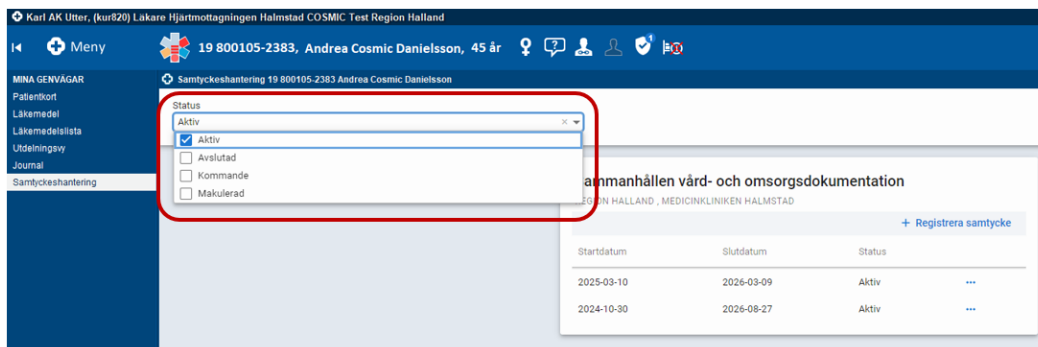 Karl AK Utter, (kur820) Läkare Hjärtmottagningen Halmstad COSMIC Test Region Halland
Meny
19 800105-2383, Andrea Cosmic Danielsson, 45 år
1
MINA GENVÄGAR
Patientkort
Läkemedel
Läkemedelslista
Utdelningsvy
Journal
Samtyckeshantering
Samtyckeshantering 19 800105-2383 Andrea Cosmic Danielsson
Status
Aktiv
Aktiv
Avslutad
Kommande
Makulerad
ammanhållen vård- och omsorgsdokumentation
EGION HALLAND , MEDICINKLINIKEN HALMSTAD
+ Registrera samtycke
Startdatum Slutdatum Status
2025-03-10 2026-03-09 Aktiv ...
2024-10-30 2026-08-27 Aktiv ...